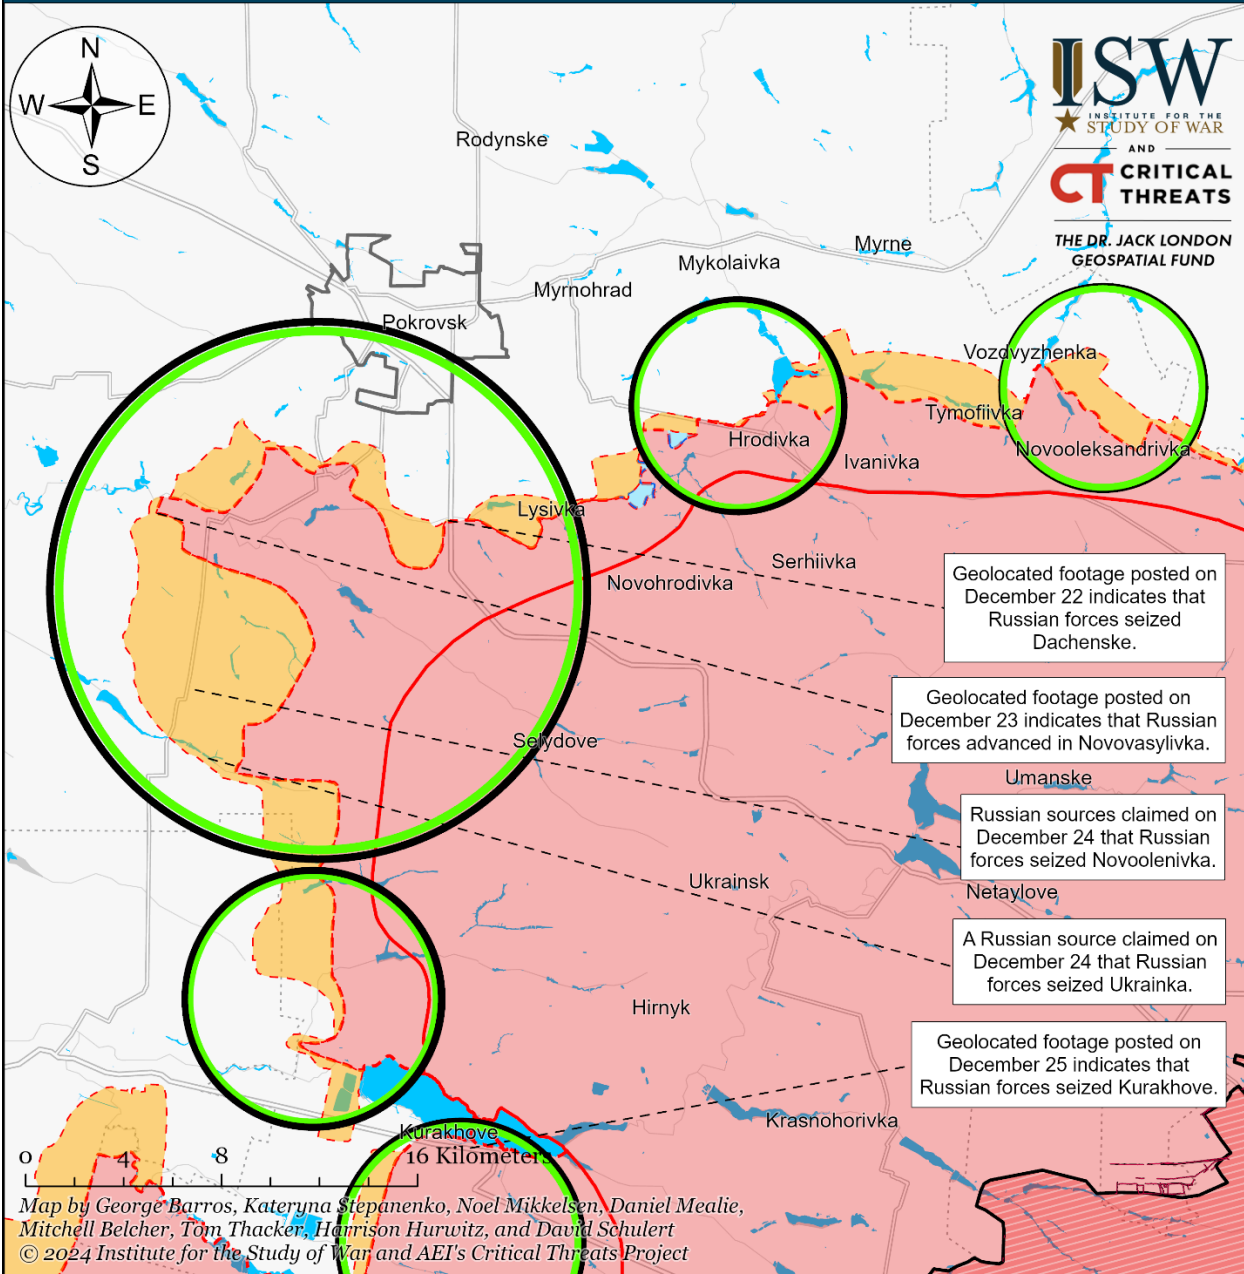 N
W E
S
ISW
INSTITUTE FOR THE
STUDY OF WAR
AND
CT CRITICAL
THREATS
THE DR. JACK LONDON
GEOSPATIAL FUND
Rodynske
Myrne
Mykolaivka
Myrnohrad
Pokrovsk
Vozdvyzhenka
Tymofiivka
Hrodivka
Novooleksandrivka
Ivanivka
Lysivka
Serhiivka
Novohrodivka
Geolocated footage posted on
December 22 indicates that
Russian forces seized
Dachenske.
Geolocated footage posted on
December 23 indicates that Russian
forces advanced in Novovasylivka.
Selydove
Umanske
Russian sources claimed on
December 24 that Russian
forces seized Novoolenivka.
Ukrainsk
Netaylove
A Russian source claimed on
December 24 that Russian
forces seized Ukrainka.
Hirnyk
Geolocated footage posted on
December 25 indicates that
Russian forces seized Kurakhove.
Krasnohorivka
Kurakhove
0 4 8 16 Kilometers
Map by George Barros, Kateryna Stepanenko, Noel Mikkelsen, Daniel Mealie,
Mitchell Belcher, Tom Thacker, Harrison Hurwitz, and David Schulert
© 2024 Institute for the Study of War and AEI's Critical Threats Project